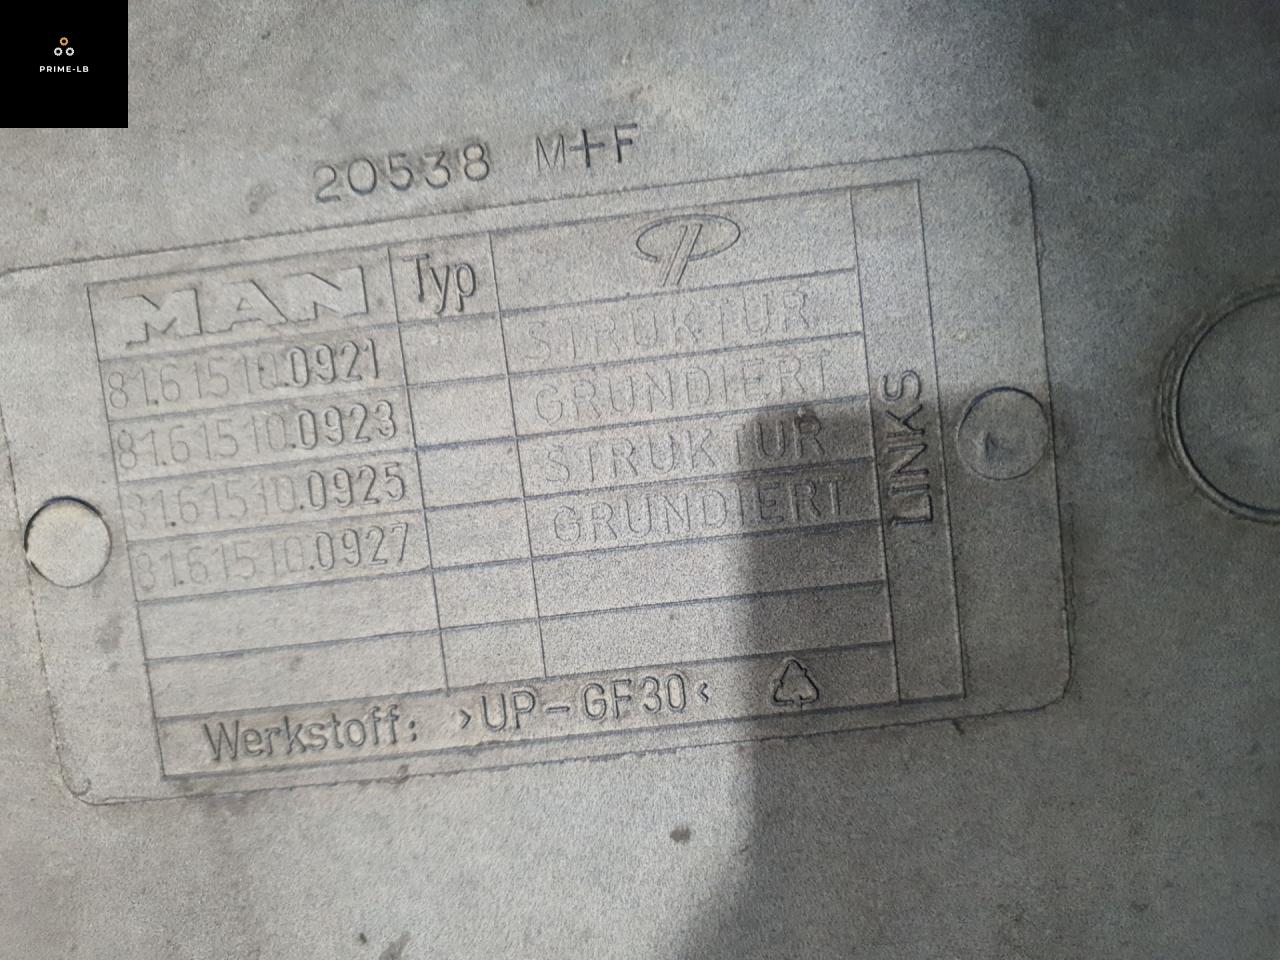 PRIME-LB
20538 M+F
MAN Typ
81.61510.0921 STRUKTUR
81.61510.0923 GRUNDIERT
81.61510.0925 STRUKTUR
81.61510.0927 GRUNDIERT
LINKS
Werkstoff: ›UP-GF30‹